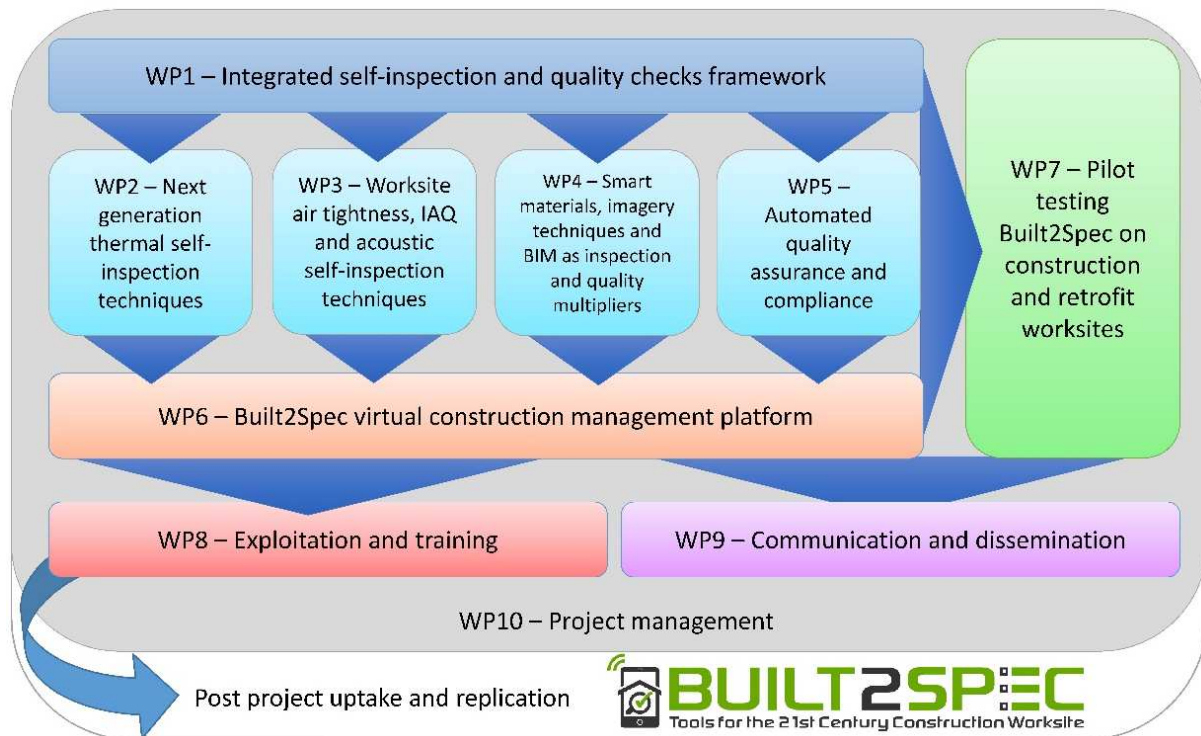 WP1 – Integrated self-inspection and quality checks framework
WP2 – Next
generation
thermal self-
inspection
techniques
WP3 – Worksite
air tightness, IAQ
and acoustic
self-inspection
techniques
WP4 – Smart
materials, imagery
techniques and
BIM as inspection
and quality
multipliers
WP5 –
Automated
quality
assurance and
compliance
WP7 – Pilot
testing
Built2Spec on
construction
and retrofit
worksites
WP6 – Built2Spec virtual construction management platform
WP8 – Exploitation and training
WP9 – Communication and dissemination
WP10 – Project management
Post project uptake and replication
BUILT2SPEC
Tools for the 21st Century Construction Worksite